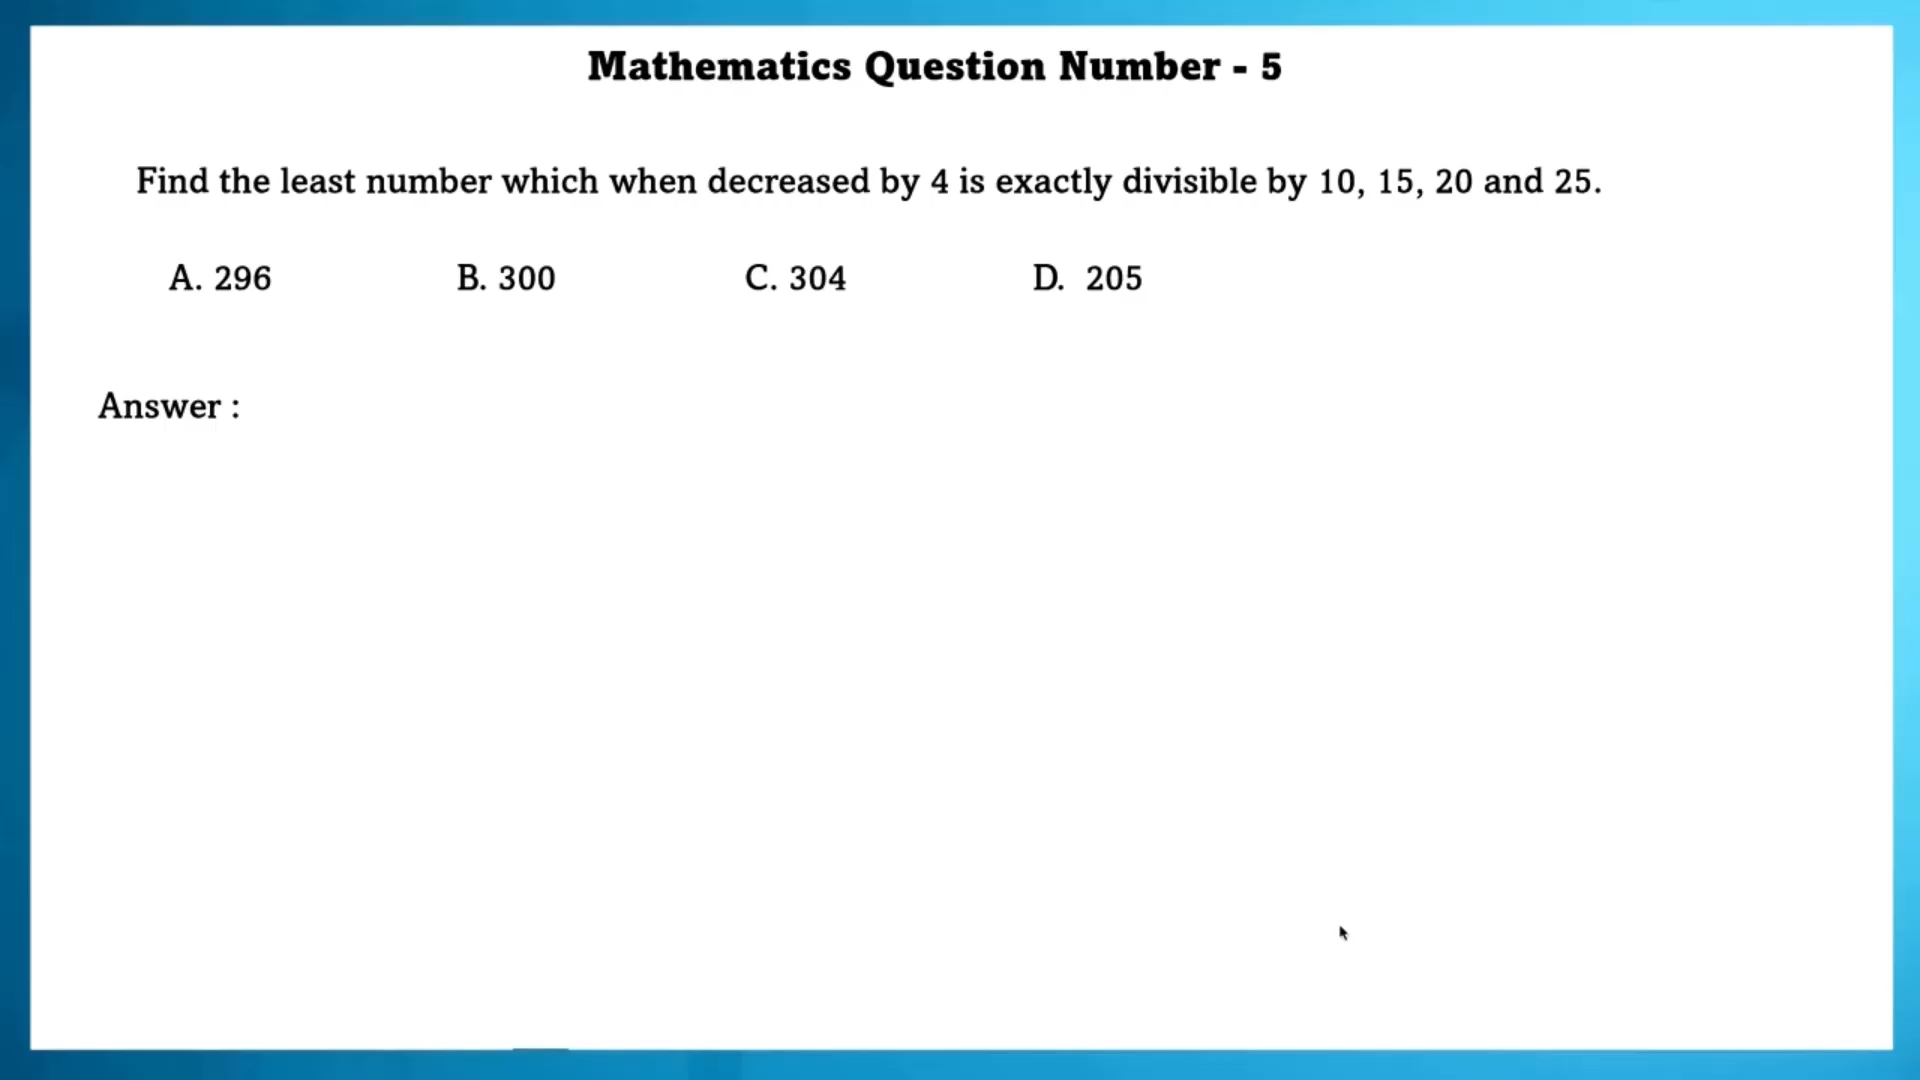 Mathematics Question Number - 5
Find the least number which when decreased by 4 is exactly divisible by 10, 15, 20 and 25.
A. 296 B. 300 C. 304 D. 205
Answer :